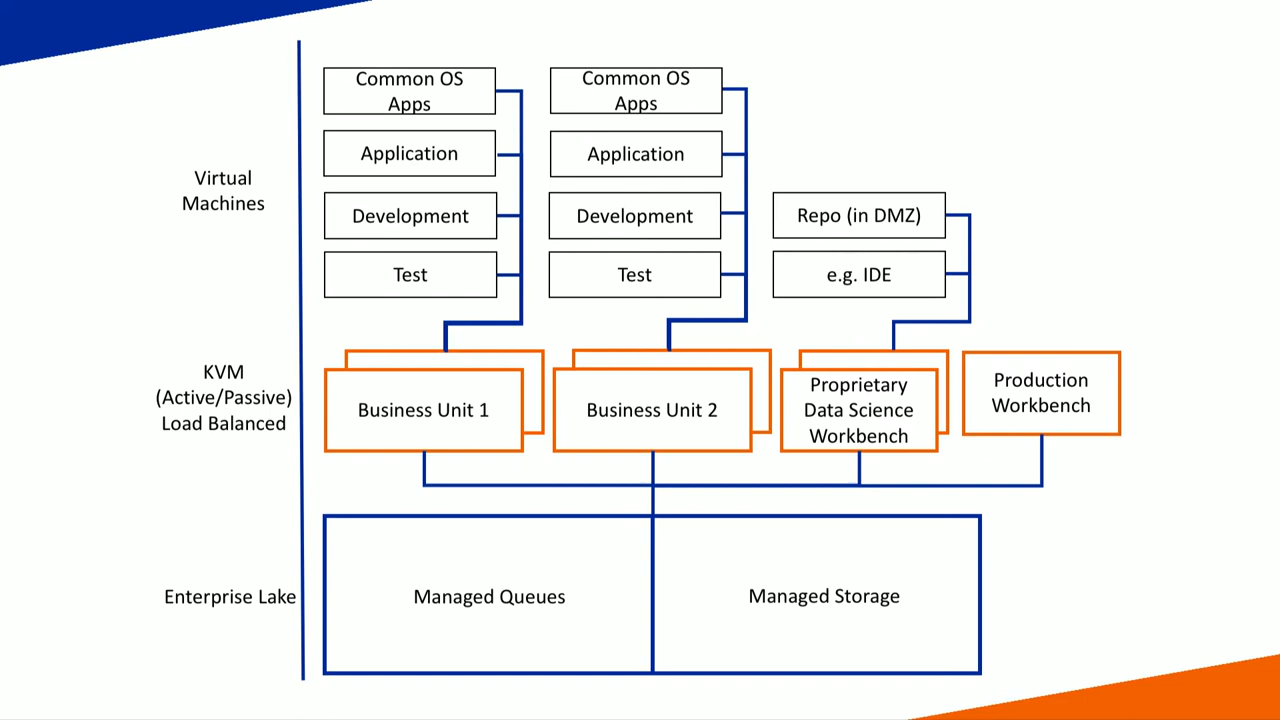 Common OS
Apps
Common OS
Apps
Application
Application
Virtual
Machines
Development
Development
Repo (in DMZ)
Test
Test
e.g. IDE
KVM
(Active/Passive)
Load Balanced
Business Unit 1
Business Unit 2
Proprietary
Data Science
Workbench
Production
Workbench
Enterprise Lake
Managed Queues
Managed Storage